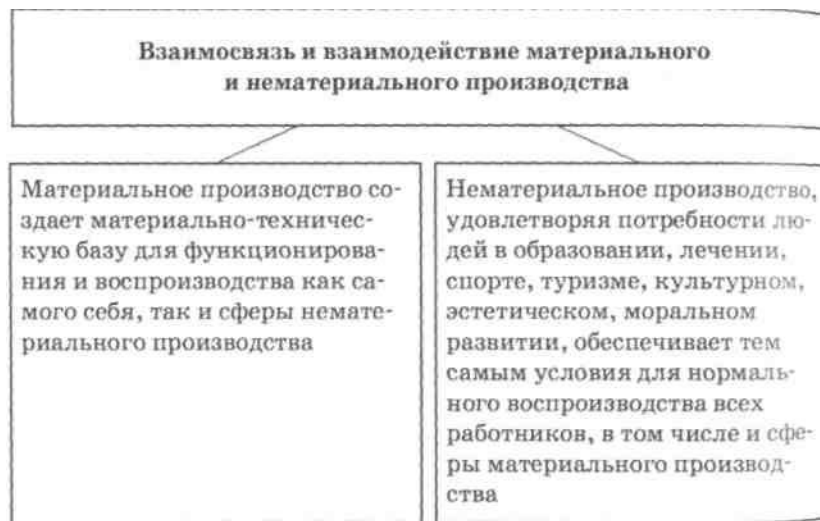 Взаимосвязь и взаимодействие материального
и нематериального производства
Материальное производство со-
здает материально-техничес-
кую базу для функционирова-
ния и воспроизводства как са-
мого себя, так и сферы немате-
риального производства
Нематериальное производство,
удовлетворяя потребности лю-
дей в образовании, лечении,
спорте, туризме, культурном,
эстетическом, моральном
развитии, обеспечивает тем
самым условия для нормаль-
ного воспроизводства всех
работников, в том числе и сфе-
ры материального производ-
ства